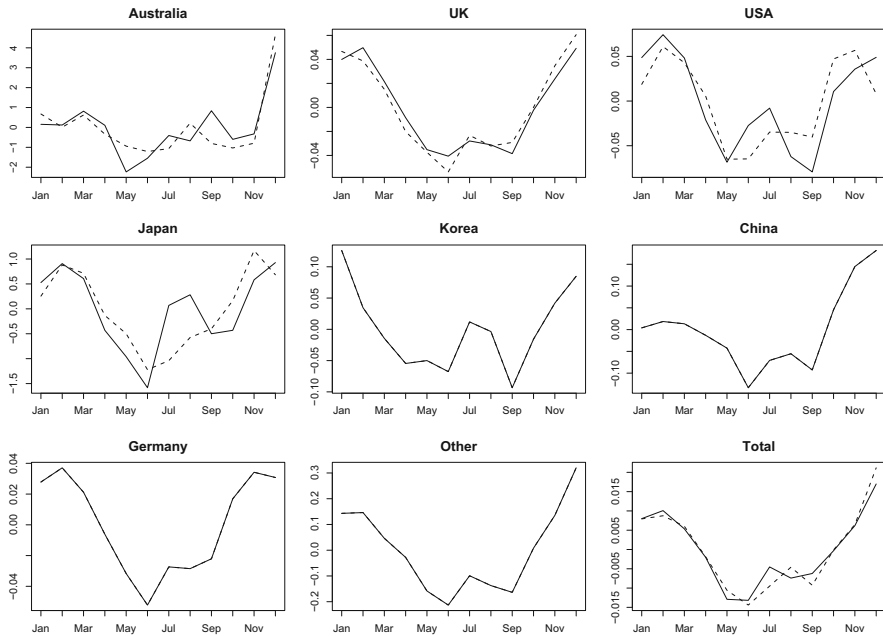 Australia
4
3
2
1
0
−1
−2
Jan Mar May Jul Sep Nov
UK
0.04
0.00
−0.04
Jan Mar May Jul Sep Nov
USA
0.05
0.00
−0.05
Jan Mar May Jul Sep Nov
Japan
1.0
0.5
0.0
−0.5
−1.5
Jan Mar May Jul Sep Nov
Korea
0.10
0.05
0.00
−0.05
−0.10
Jan Mar May Jul Sep Nov
China
0.10
0.00
−0.10
Jan Mar May Jul Sep Nov
Germany
0.04
0.02
0.00
−0.04
Jan Mar May Jul Sep Nov
Other
0.3
0.2
0.1
0.0
−0.1
−0.2
Jan Mar May Jul Sep Nov
Total
0.015
0.005
−0.005
−0.015
Jan Mar May Jul Sep Nov